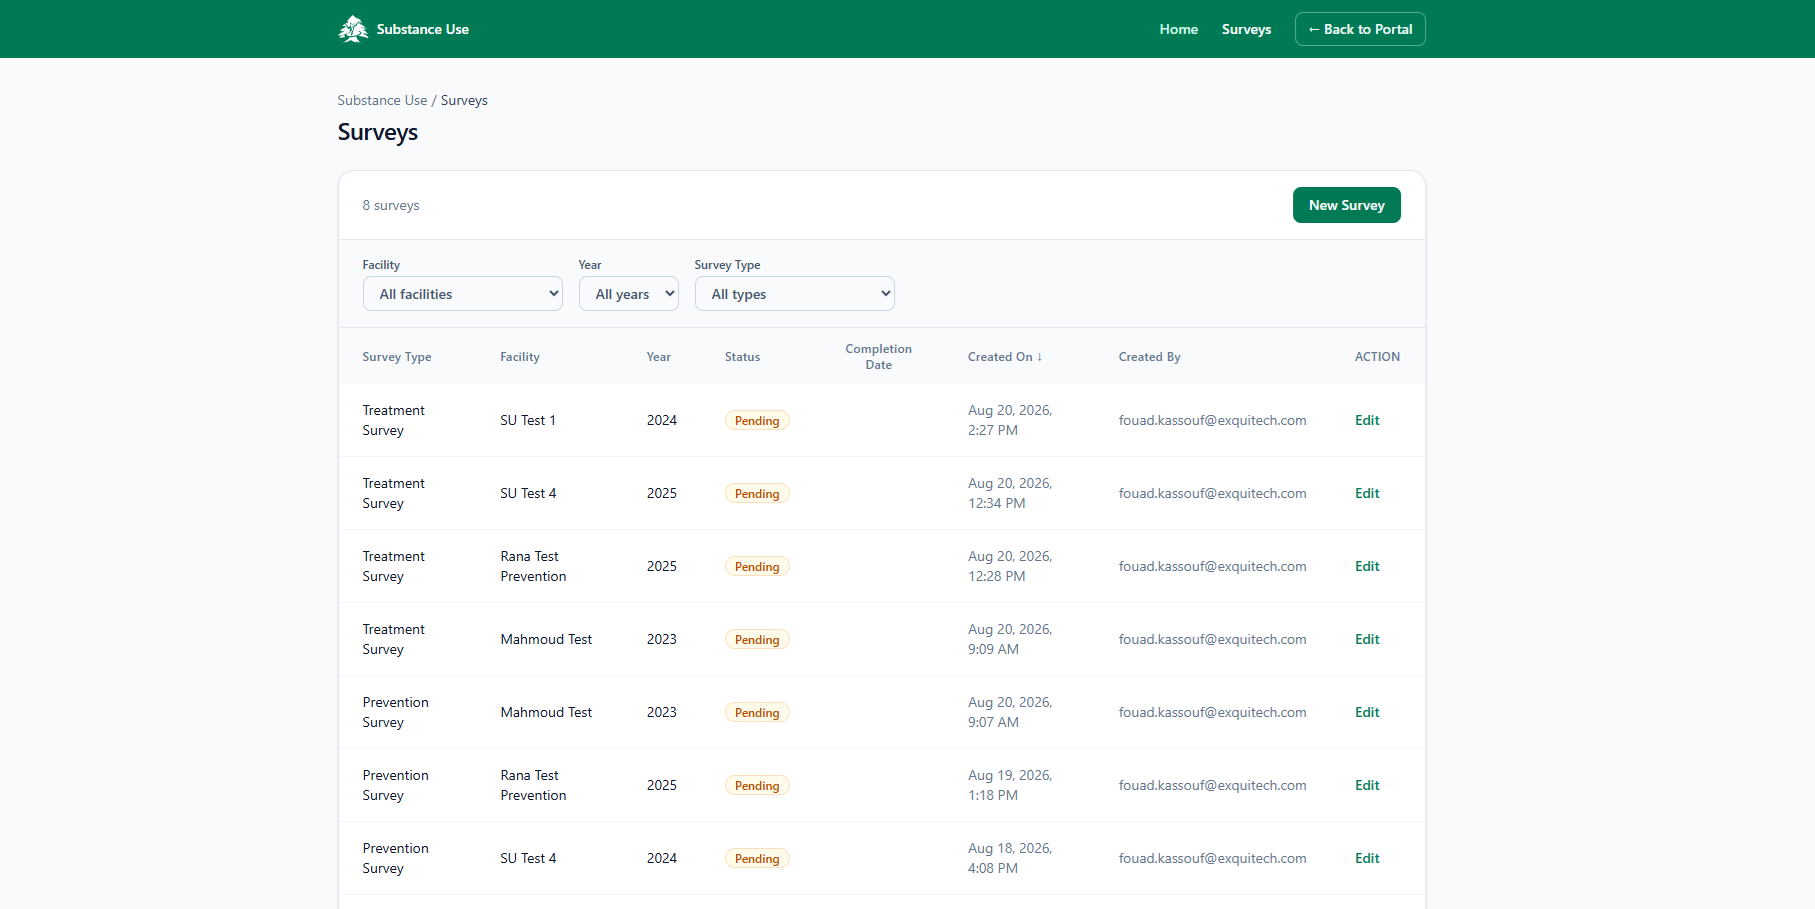 Substance Use
Home
Surveys
← Back to Portal
Substance Use / Surveys
Surveys
8 surveys
New Survey
Facility
Year
Survey Type
All facilities
All years
All types
Survey Type
Facility
Year
Status
Completion
Date
Created On ↓
Created By
ACTION
Treatment
Survey
SU Test 1
2024
Pending
Aug 20, 2026,
2:27 PM
fouad.kassouf@exquitech.com
Edit
Treatment
Survey
SU Test 4
2025
Pending
Aug 20, 2026,
12:34 PM
fouad.kassouf@exquitech.com
Edit
Treatment
Survey
Rana Test
Prevention
2025
Pending
Aug 20, 2026,
12:28 PM
fouad.kassouf@exquitech.com
Edit
Treatment
Survey
Mahmoud Test
2023
Pending
Aug 20, 2026,
9:09 AM
fouad.kassouf@exquitech.com
Edit
Prevention
Survey
Mahmoud Test
2023
Pending
Aug 20, 2026,
9:07 AM
fouad.kassouf@exquitech.com
Edit
Prevention
Survey
Rana Test
Prevention
2025
Pending
Aug 19, 2026,
1:18 PM
fouad.kassouf@exquitech.com
Edit
Prevention
Survey
SU Test 4
2024
Pending
Aug 18, 2026,
4:08 PM
fouad.kassouf@exquitech.com
Edit